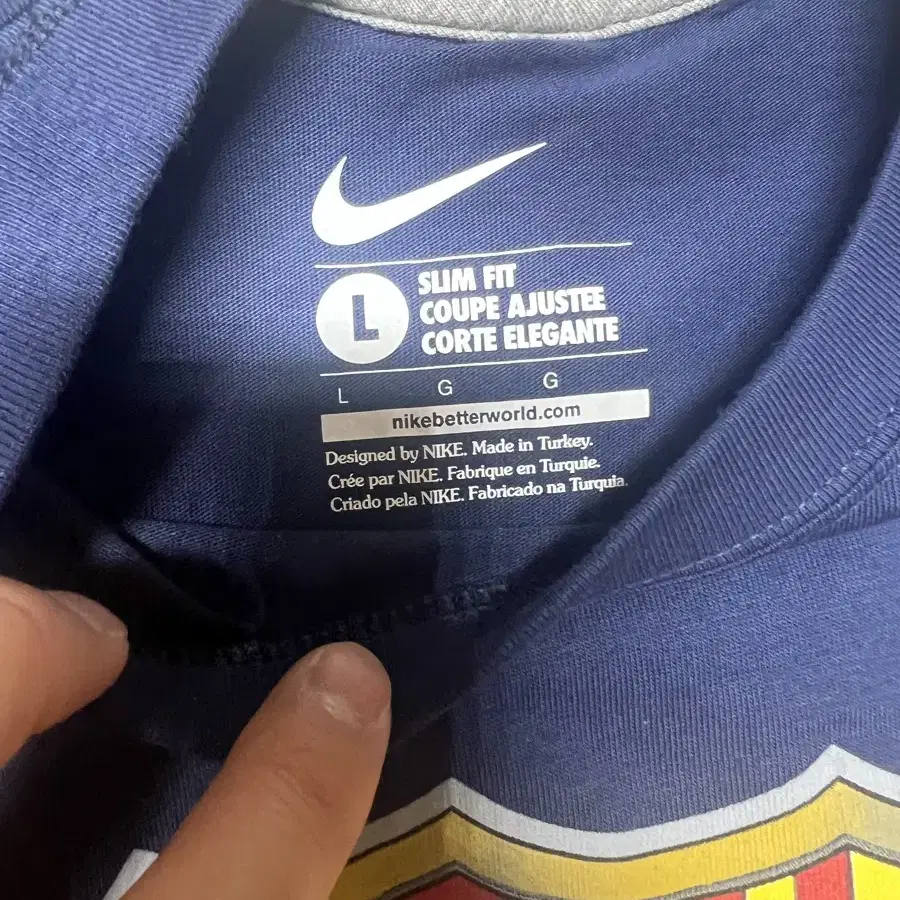 L
SLIM FIT
COUPE AJUSTEE
CORTE ELEGANTE
L G G
nikebetterworld.com
Designed by NIKE. Made in Turkey.
Crée par NIKE. Fabrique en Turquie.
Criado pela NIKE. Fabricado na Turquia.